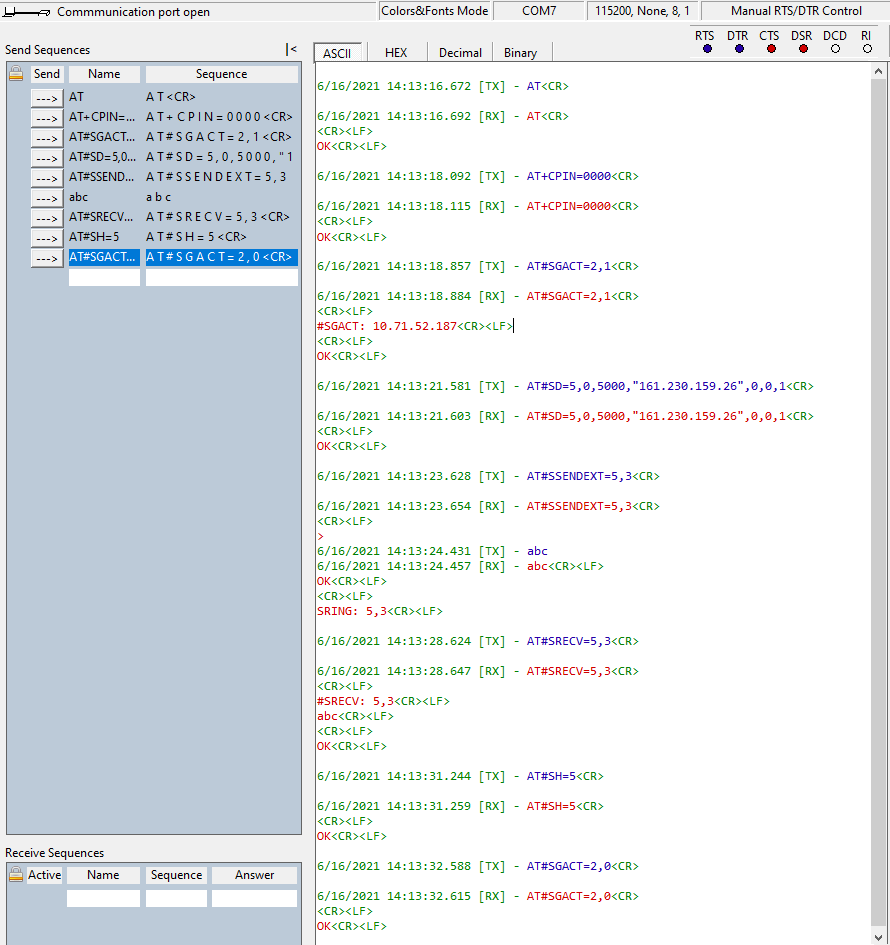 Commmunication port open
Colors&Fonts Mode
COM7
115200, None, 8, 1
Manual RTS/DTR Control
RTS DTR CTS DSR DCD RI
Send Sequences
|<
Send Name Sequence
---> AT A T <CR>
---> AT+CPIN=... A T + C P I N = 0 0 0 0 <CR>
---> AT#SGACT... A T # S G A C T = 2 , 1 <CR>
---> AT#SD=5,0... A T # S D = 5 , 0 , 5 0 0 0 , " 1
---> AT#SSEND... A T # S S E N D E X T = 5 , 3
---> abc a b c
---> AT#SRECV... A T # S R E C V = 5 , 3 <CR>
---> AT#SH=5 A T # S H = 5 <CR>
---> AT#SGACT... A T # S G A C T = 2 , 0 <CR>
Receive Sequences
Active Name Sequence Answer
ASCII HEX Decimal Binary
6/16/2021 14:13:16.672 [TX] - AT<CR>
6/16/2021 14:13:16.692 [RX] - AT<CR>
<CR><LF>
OK<CR><LF>
6/16/2021 14:13:18.092 [TX] - AT+CPIN=0000<CR>
6/16/2021 14:13:18.115 [RX] - AT+CPIN=0000<CR>
<CR><LF>
OK<CR><LF>
6/16/2021 14:13:18.857 [TX] - AT#SGACT=2,1<CR>
6/16/2021 14:13:18.884 [RX] - AT#SGACT=2,1<CR>
<CR><LF>
#SGACT: 10.71.52.187<CR><LF>
<CR><LF>
OK<CR><LF>
6/16/2021 14:13:21.581 [TX] - AT#SD=5,0,5000,"161.230.159.26",0,0,1<CR>
6/16/2021 14:13:21.603 [RX] - AT#SD=5,0,5000,"161.230.159.26",0,0,1<CR>
<CR><LF>
OK<CR><LF>
6/16/2021 14:13:23.628 [TX] - AT#SSENDEXT=5,3<CR>
6/16/2021 14:13:23.654 [RX] - AT#SSENDEXT=5,3<CR>
<CR><LF>
>
6/16/2021 14:13:24.431 [TX] - abc
6/16/2021 14:13:24.457 [RX] - abc<CR><LF>
OK<CR><LF>
<CR><LF>
SRING: 5,3<CR><LF>
6/16/2021 14:13:28.624 [TX] - AT#SRECV=5,3<CR>
6/16/2021 14:13:28.647 [RX] - AT#SRECV=5,3<CR>
<CR><LF>
#SRECV: 5,3<CR><LF>
abc<CR><LF>
<CR><LF>
OK<CR><LF>
6/16/2021 14:13:31.244 [TX] - AT#SH=5<CR>
6/16/2021 14:13:31.259 [RX] - AT#SH=5<CR>
<CR><LF>
OK<CR><LF>
6/16/2021 14:13:32.588 [TX] - AT#SGACT=2,0<CR>
6/16/2021 14:13:32.615 [RX] - AT#SGACT=2,0<CR>
<CR><LF>
OK<CR><LF>